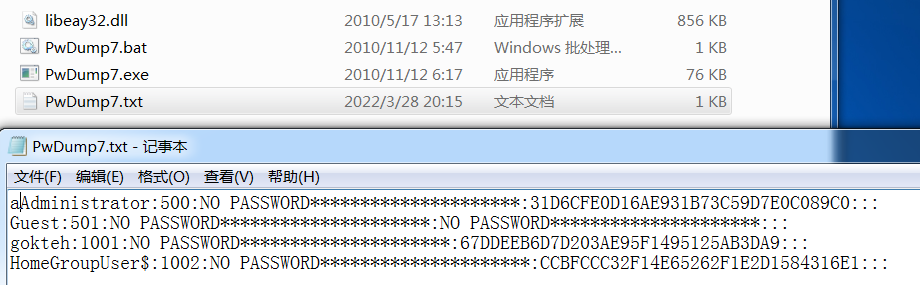 libeay32.dll 2010/5/17 13:13 应用程序扩展 856 KB
PwDump7.bat 2010/11/12 5:47 Windows 批处理... 1 KB
PwDump7.exe 2010/11/12 6:17 应用程序 76 KB
PwDump7.txt 2022/3/28 20:15 文本文档 1 KB
PwDump7.txt - 记事本
文件(F) 编辑(E) 格式(O) 查看(V) 帮助(H)
aAdministrator:500:NO PASSWORD*********************:31D6CFE0D16AE931B73C59D7E0C089C0:::
Guest:501:NO PASSWORD*********************:NO PASSWORD*********************:::
gokteh:1001:NO PASSWORD*********************:67DDEEB6D7D203AE95F1495125AB3DA9:::
HomeGroupUser$:1002:NO PASSWORD*********************:CCBFCCC32F14E65262F1E2D1584316E1:::